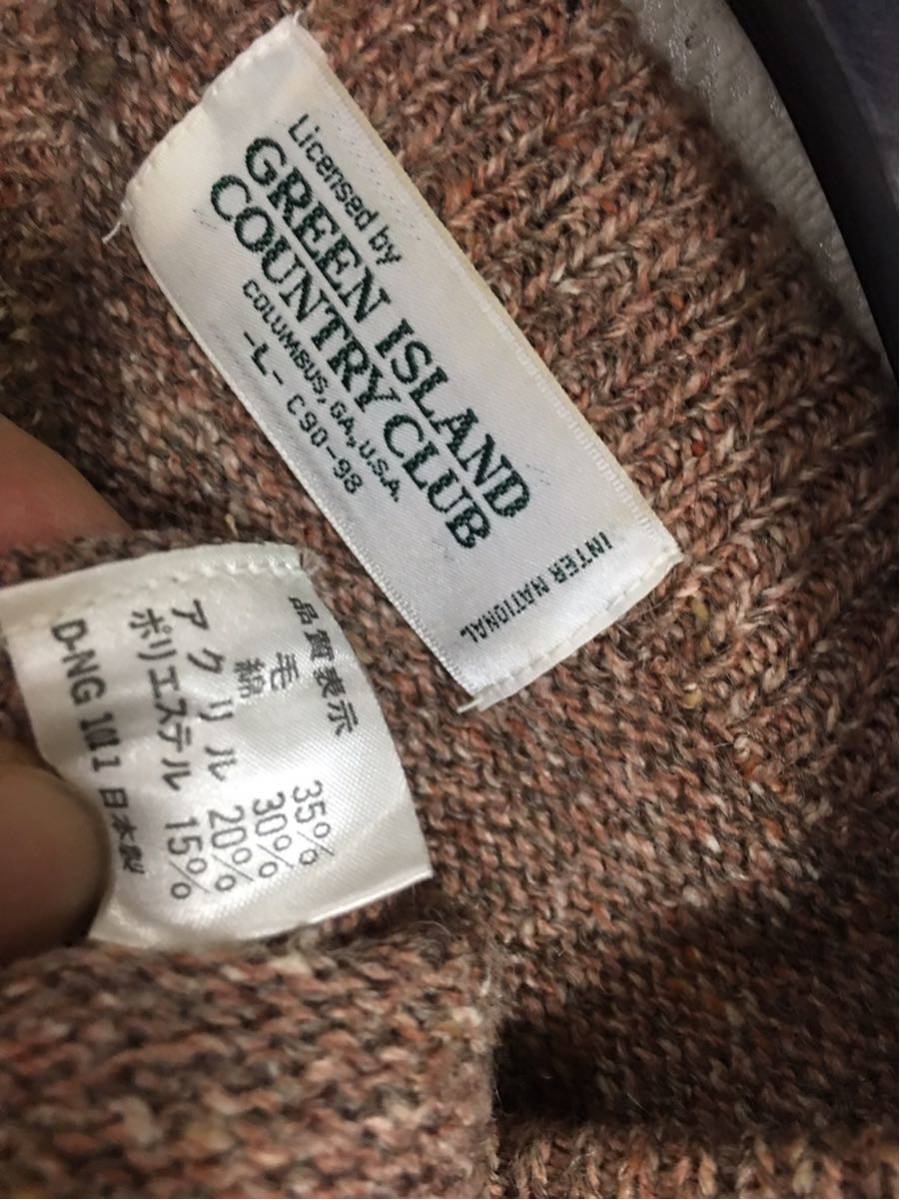 Licensed by
GREEN ISLAND
COUNTRY CLUB
COLUMBUS, GA, U.S.A.
-L- C90-98
INTER NATIONAL
品質表示
毛 35%
綿 30%
アクリル 20%
ポリエステル 15%
D-NG 1011 日本製